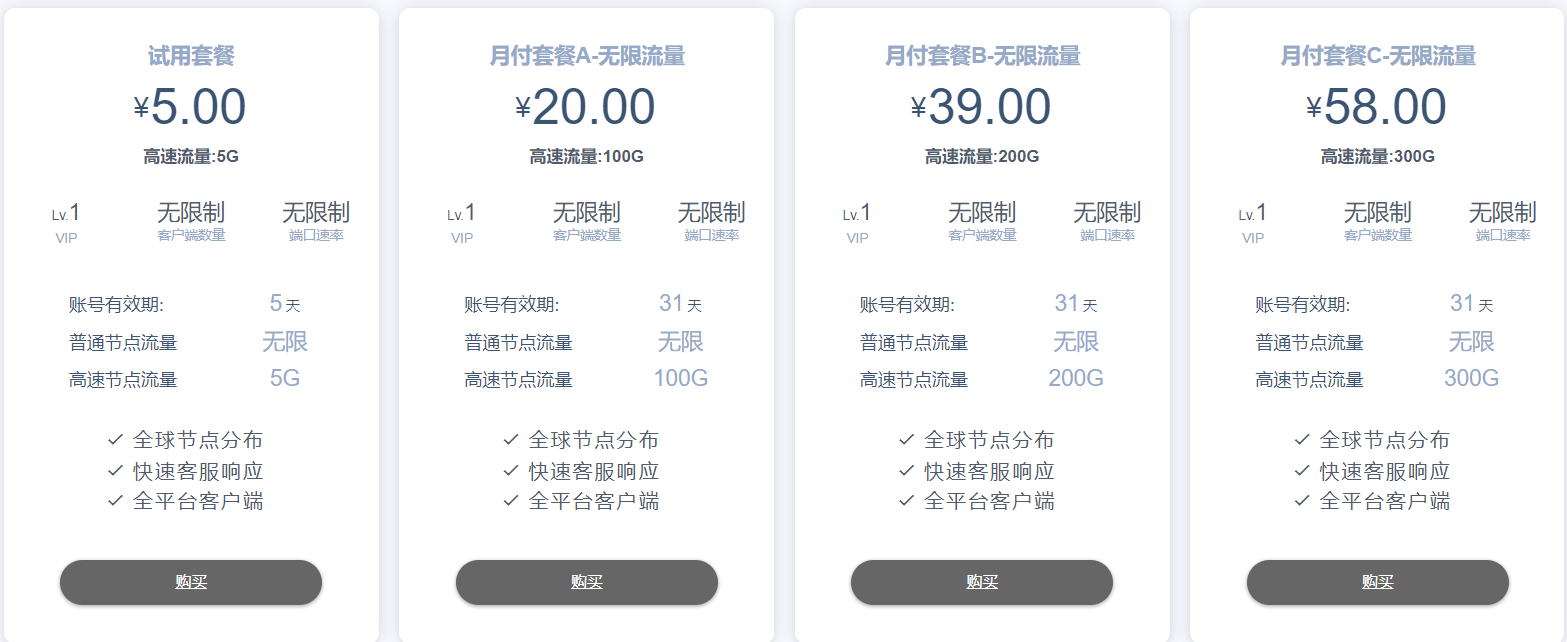 试用套餐
¥5.00
高速流量:5G
Lv.1 无限制 无限制
VIP 客户端数量 端口速率
账号有效期: 5 天
普通节点流量 无限
高速节点流量 5G
全球节点分布
快速客服响应
全平台客户端
购买
月付套餐A-无限流量
¥20.00
高速流量:100G
Lv.1 无限制 无限制
VIP 客户端数量 端口速率
账号有效期: 31 天
普通节点流量 无限
高速节点流量 100G
全球节点分布
快速客服响应
全平台客户端
购买
月付套餐B-无限流量
¥39.00
高速流量:200G
Lv.1 无限制 无限制
VIP 客户端数量 端口速率
账号有效期: 31 天
普通节点流量 无限
高速节点流量 200G
全球节点分布
快速客服响应
全平台客户端
购买
月付套餐C-无限流量
¥58.00
高速流量:300G
Lv.1 无限制 无限制
VIP 客户端数量 端口速率
账号有效期: 31 天
普通节点流量 无限
高速节点流量 300G
全球节点分布
快速客服响应
全平台客户端
购买